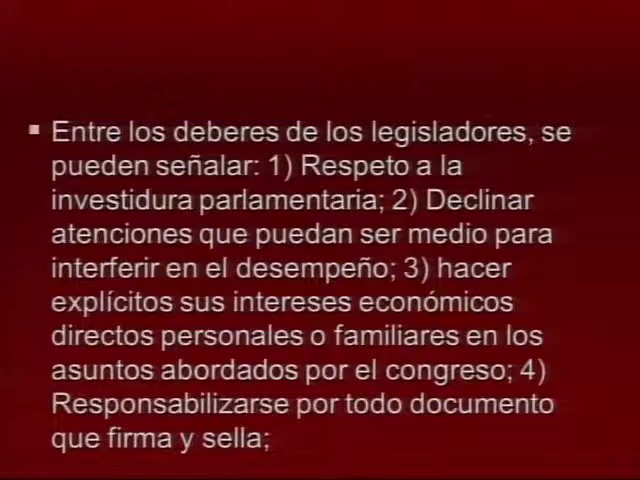 Entre los deberes de los legisladores, se
pueden señalar: 1) Respeto a la
investidura parlamentaria; 2) Declinar
atenciones que puedan ser medio para
interferir en el desempeño; 3) hacer
explícitos sus intereses económicos
directos personales o familiares en los
asuntos abordados por el congreso; 4)
Responsabilizarse por todo documento
que firma y sella;